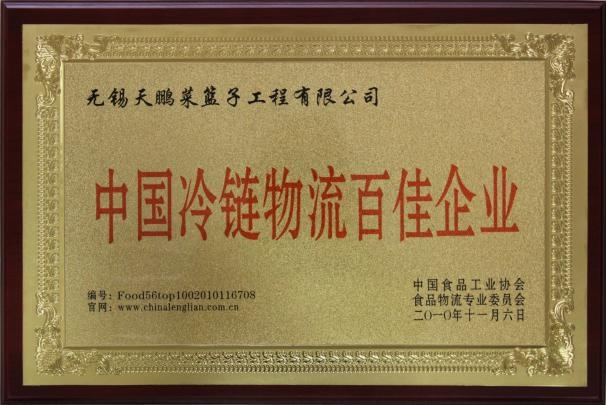 无锡天鹏菜篮子工程有限公司
中国冷链物流百佳企业
编号：Food56top1002010116708
官网：www.chinalenglian.com.cn
中国食品工业协会
食品物流专业委员会
二〇一〇年十一月六日